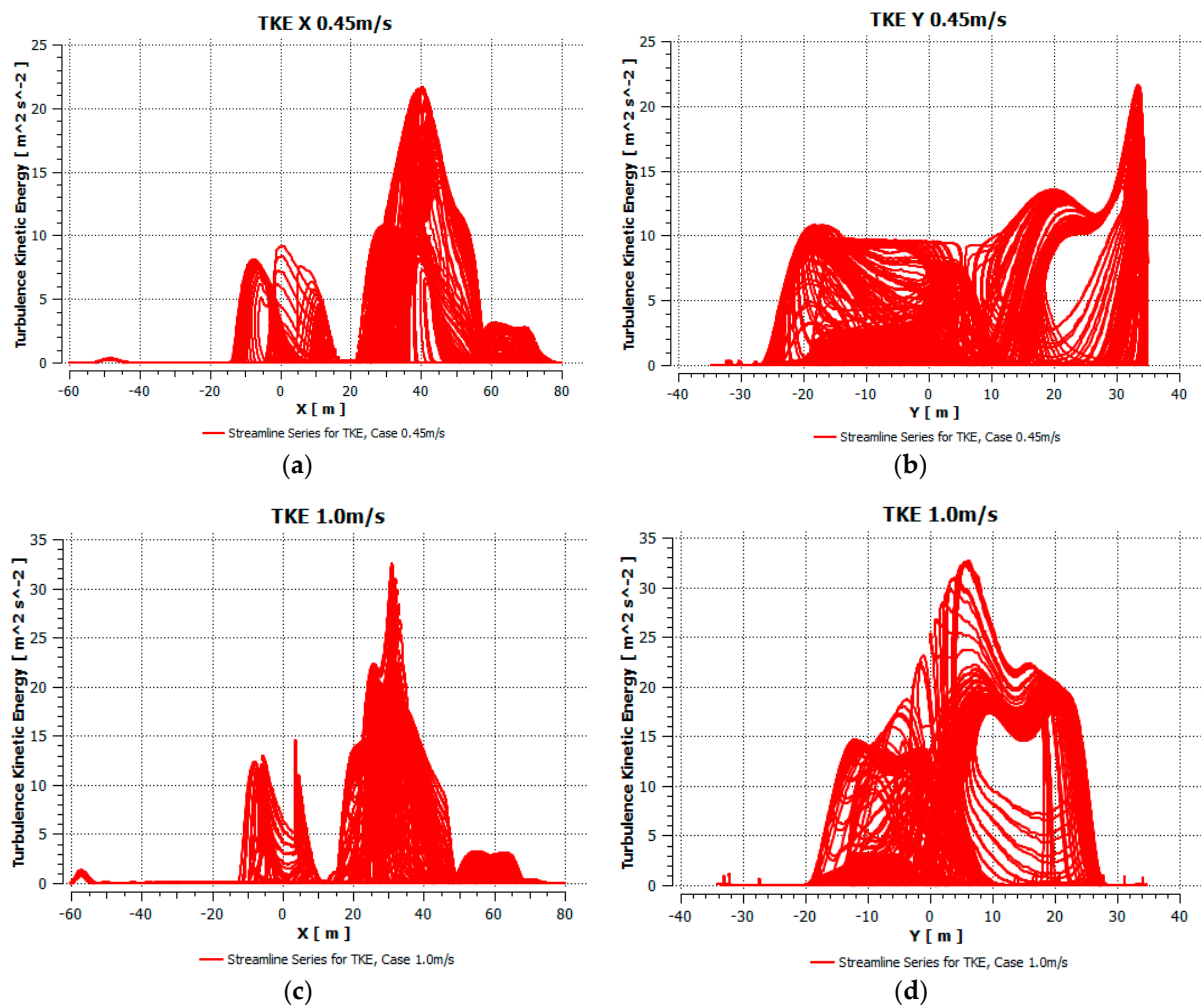 TKE X 0.45m/s
Turbulence Kinetic Energy [ m^2 s^-2 ]
25
20
15
10
5
0
-60 -40 -20 0 20 40 60 80
X [ m ]
Streamline Series for TKE, Case 0.45m/s
(a)
TKE Y 0.45m/s
Turbulence Kinetic Energy [ m^2 s^-2 ]
25
20
15
10
5
0
-40 -30 -20 -10 0 10 20 30 40
Y [ m ]
Streamline Series for TKE, Case 0.45m/s
(b)
TKE 1.0m/s
Turbulence Kinetic Energy [ m^2 s^-2 ]
35
30
25
20
15
10
5
0
-60 -40 -20 0 20 40 60 80
X [ m ]
Streamline Series for TKE, Case 1.0m/s
(c)
TKE 1.0m/s
Turbulence Kinetic Energy [ m^2 s^-2 ]
35
30
25
20
15
10
5
0
-40 -30 -20 -10 0 10 20 30 40
Y [ m ]
Streamline Series for TKE, Case 1.0m/s
(d)